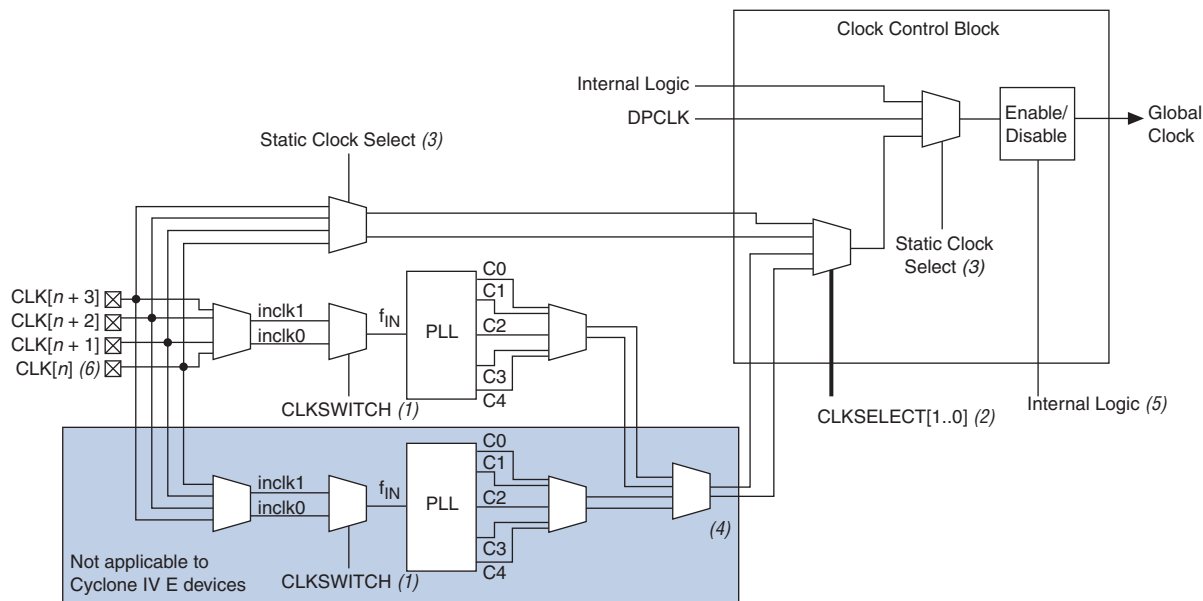 Clock Control Block
Internal Logic
DPCLK
Enable/
Disable
Global
Clock
Static Clock Select (3)
Static Clock
Select (3)
CLK[n + 3]
CLK[n + 2]
CLK[n + 1]
CLK[n] (6)
inclk1
inclk0
fIN
PLL
C0
C1
C2
C3
C4
CLKSWITCH (1)
CLKSELECT[1..0] (2)
Internal Logic (5)
inclk1
inclk0
fIN
PLL
C0
C1
C2
C3
C4
(4)
CLKSWITCH (1)
Not applicable to
Cyclone IV E devices